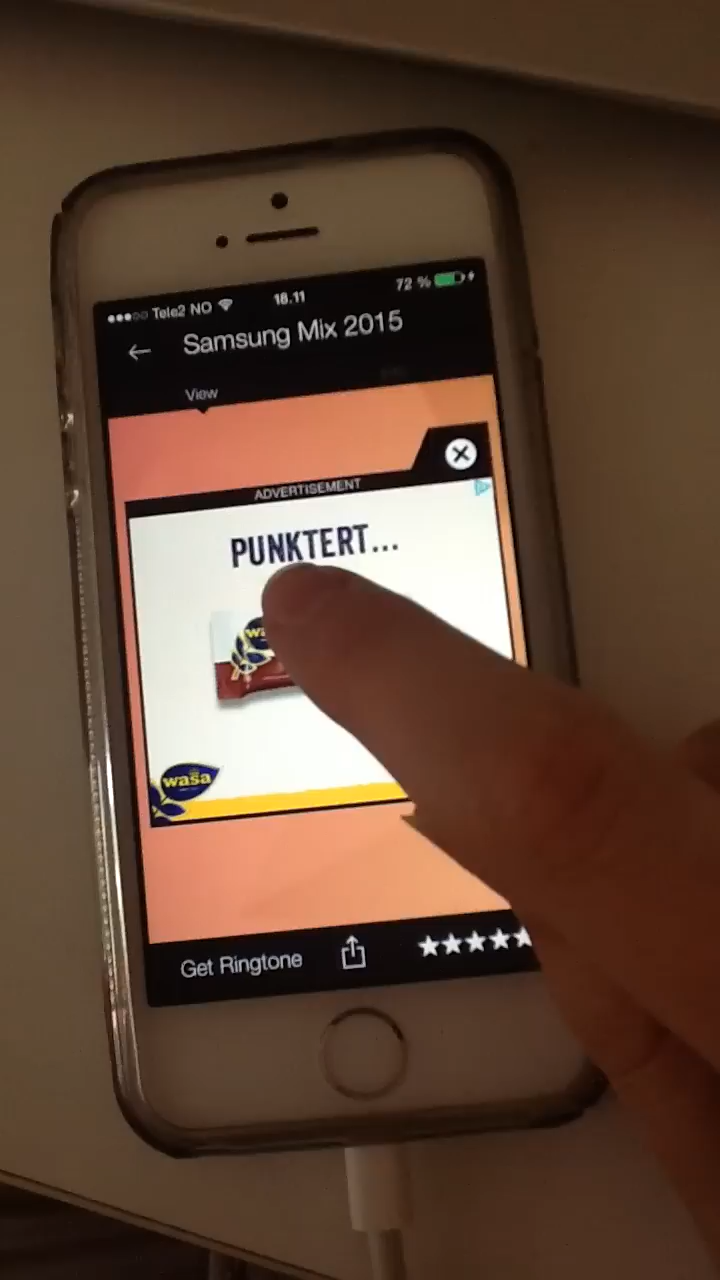 Tele2 NO 18.11 72 %
Samsung Mix 2015
View
ADVERTISEMENT
PUNKTERT...
wasa
Get Ringtone